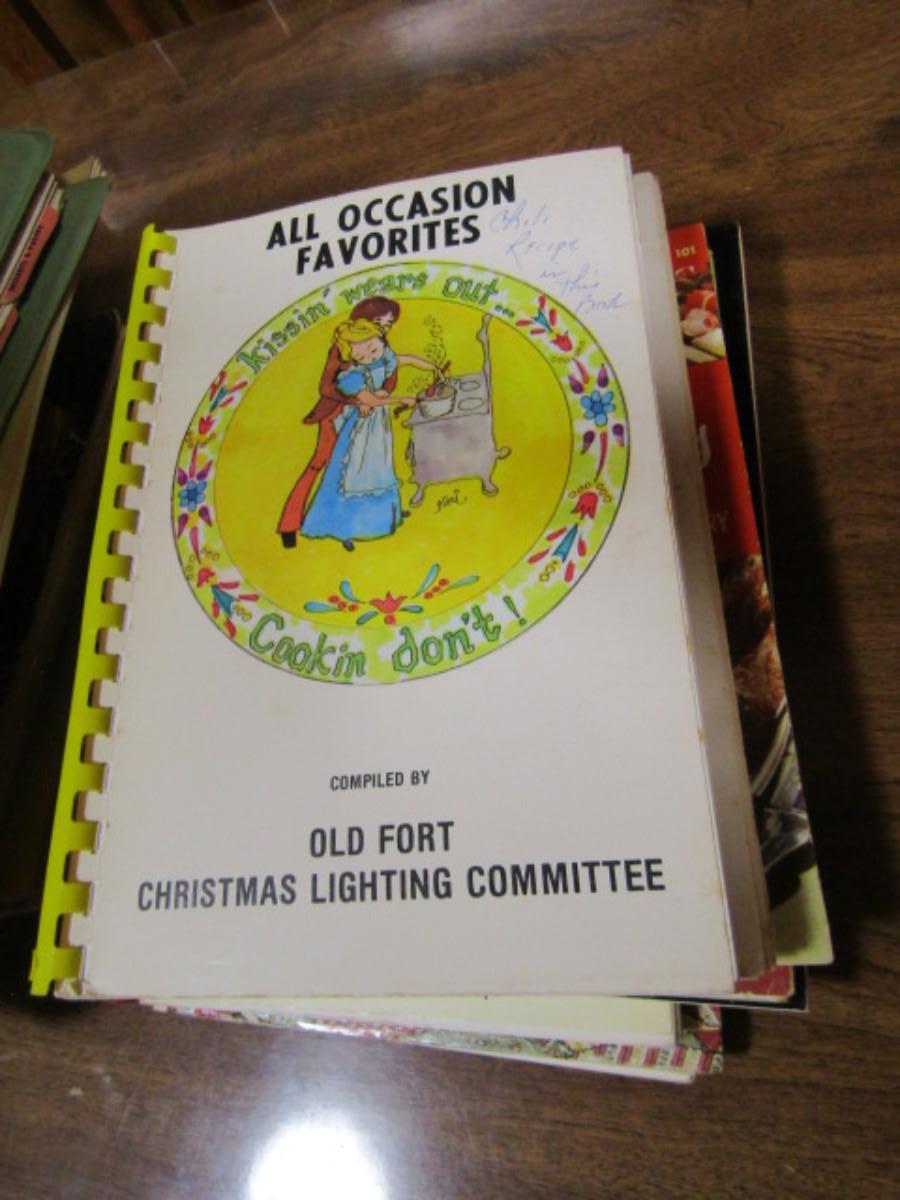 ALL OCCASION
FAVORITES
Chili
Recipe
in this
Book
kissin' wears out...
Cookin don't!
COMPILED BY
OLD FORT
CHRISTMAS LIGHTING COMMITTEE
101